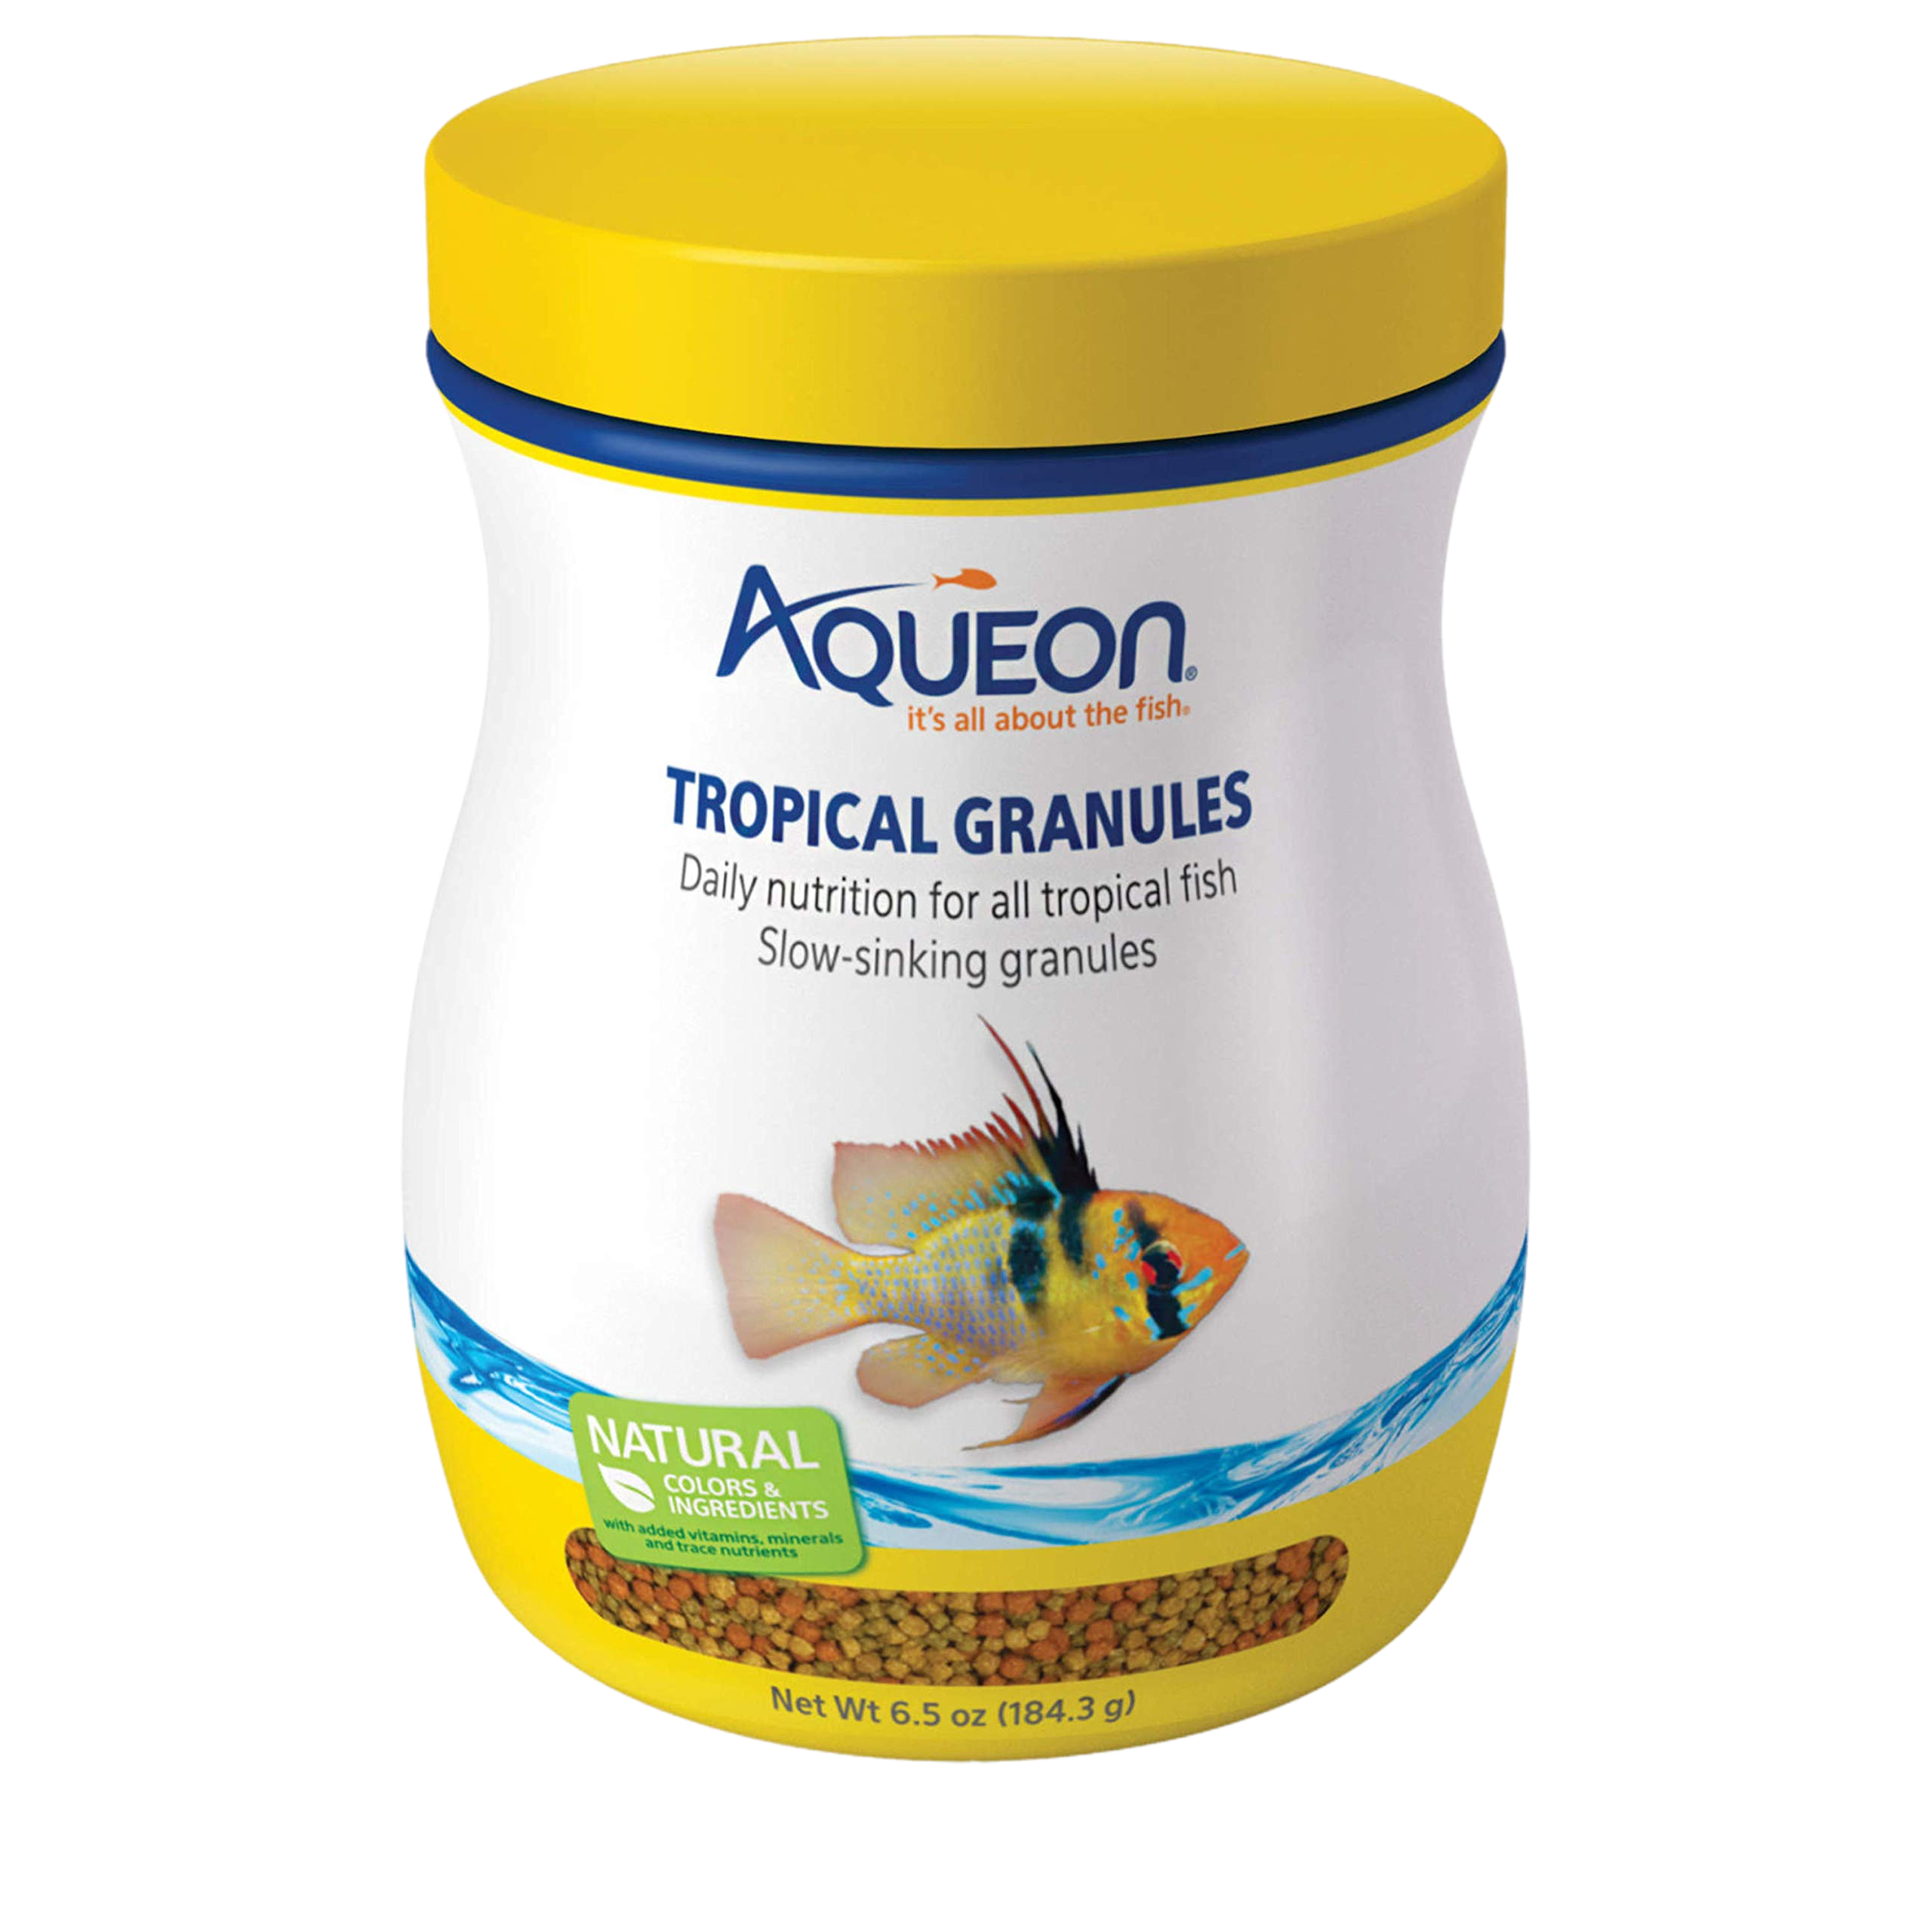 AQUEON®
it's all about the fish®
TROPICAL GRANULES
Daily nutrition for all tropical fish
Slow-sinking granules
NATURAL
COLORS &
INGREDIENTS
with added vitamins, minerals
and trace nutrients
Net Wt 6.5 oz (184.3 g)